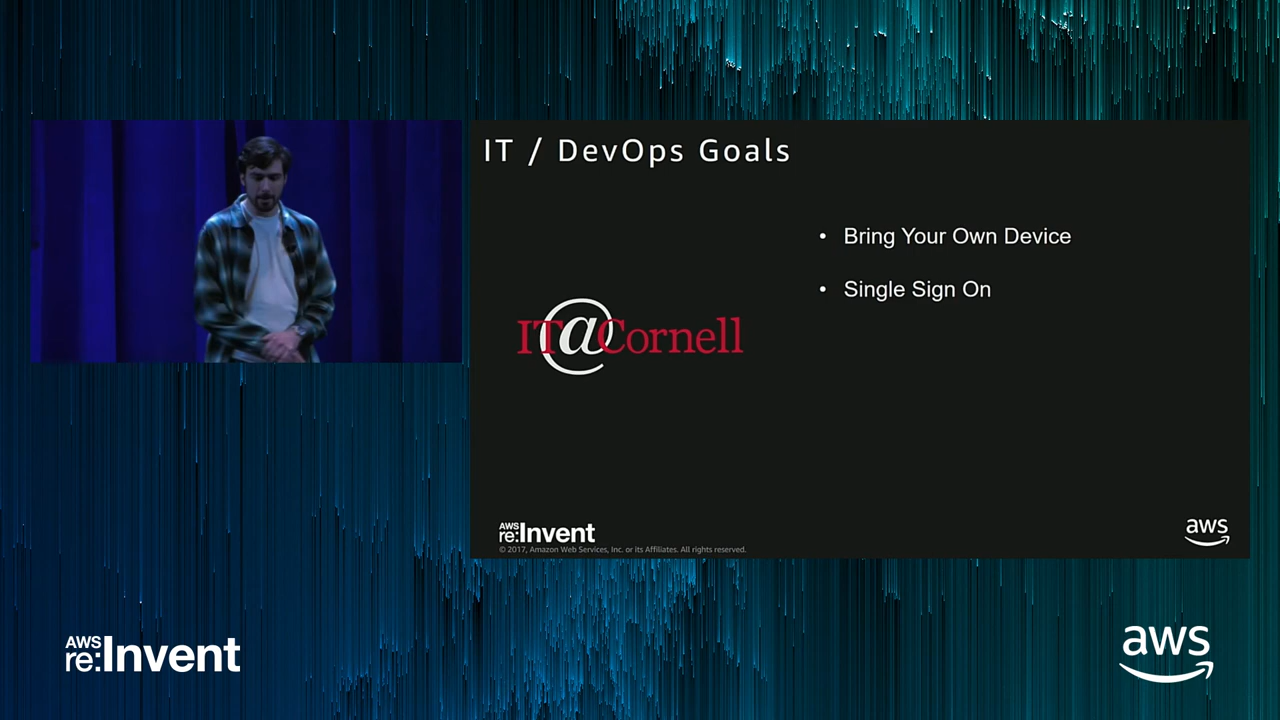 IT / DevOps Goals
• Bring Your Own Device
• Single Sign On
IT@Cornell
AWS
re:Invent
© 2017, Amazon Web Services, Inc. or its Affiliates. All rights reserved.
aws
AWS
re:Invent
aws